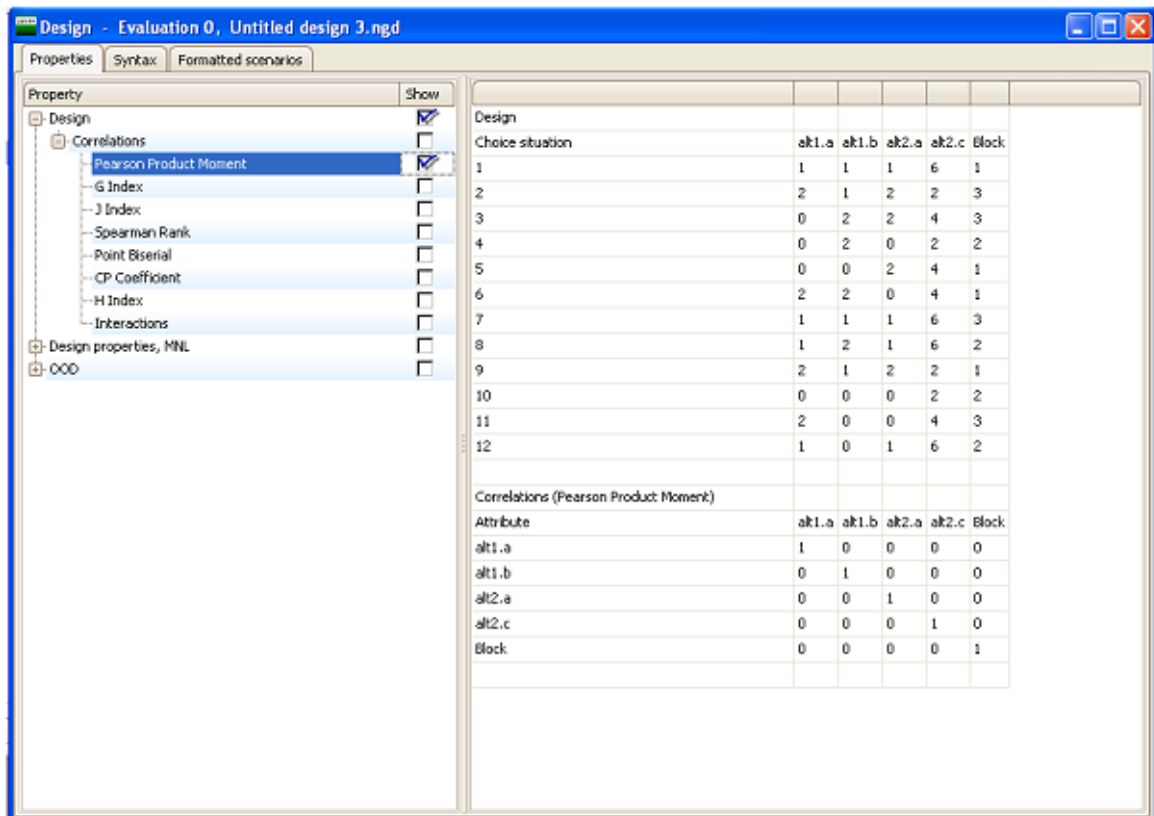 Design - Evaluation 0, Untitled design 3.ngd
Properties Syntax Formatted scenarios
Property Show
Design
Correlations
Pearson Product Moment
G Index
J Index
Spearman Rank
Point Biserial
CP Coefficient
H Index
Interactions
Design properties, MNL
OOD
Design
Choice situation alt1.a alt1.b alt2.a alt2.c Block
1 1 1 1 6 1
2 2 1 2 2 3
3 0 2 2 4 3
4 0 2 0 2 2
5 0 0 2 4 1
6 2 2 0 4 1
7 1 1 1 6 3
8 1 2 1 6 2
9 2 1 2 2 1
10 0 0 0 2 2
11 2 0 0 4 3
12 1 0 1 6 2
Correlations (Pearson Product Moment)
Attribute alt1.a alt1.b alt2.a alt2.c Block
alt1.a 1 0 0 0 0
alt1.b 0 1 0 0 0
alt2.a 0 0 1 0 0
alt2.c 0 0 0 1 0
Block 0 0 0 0 1